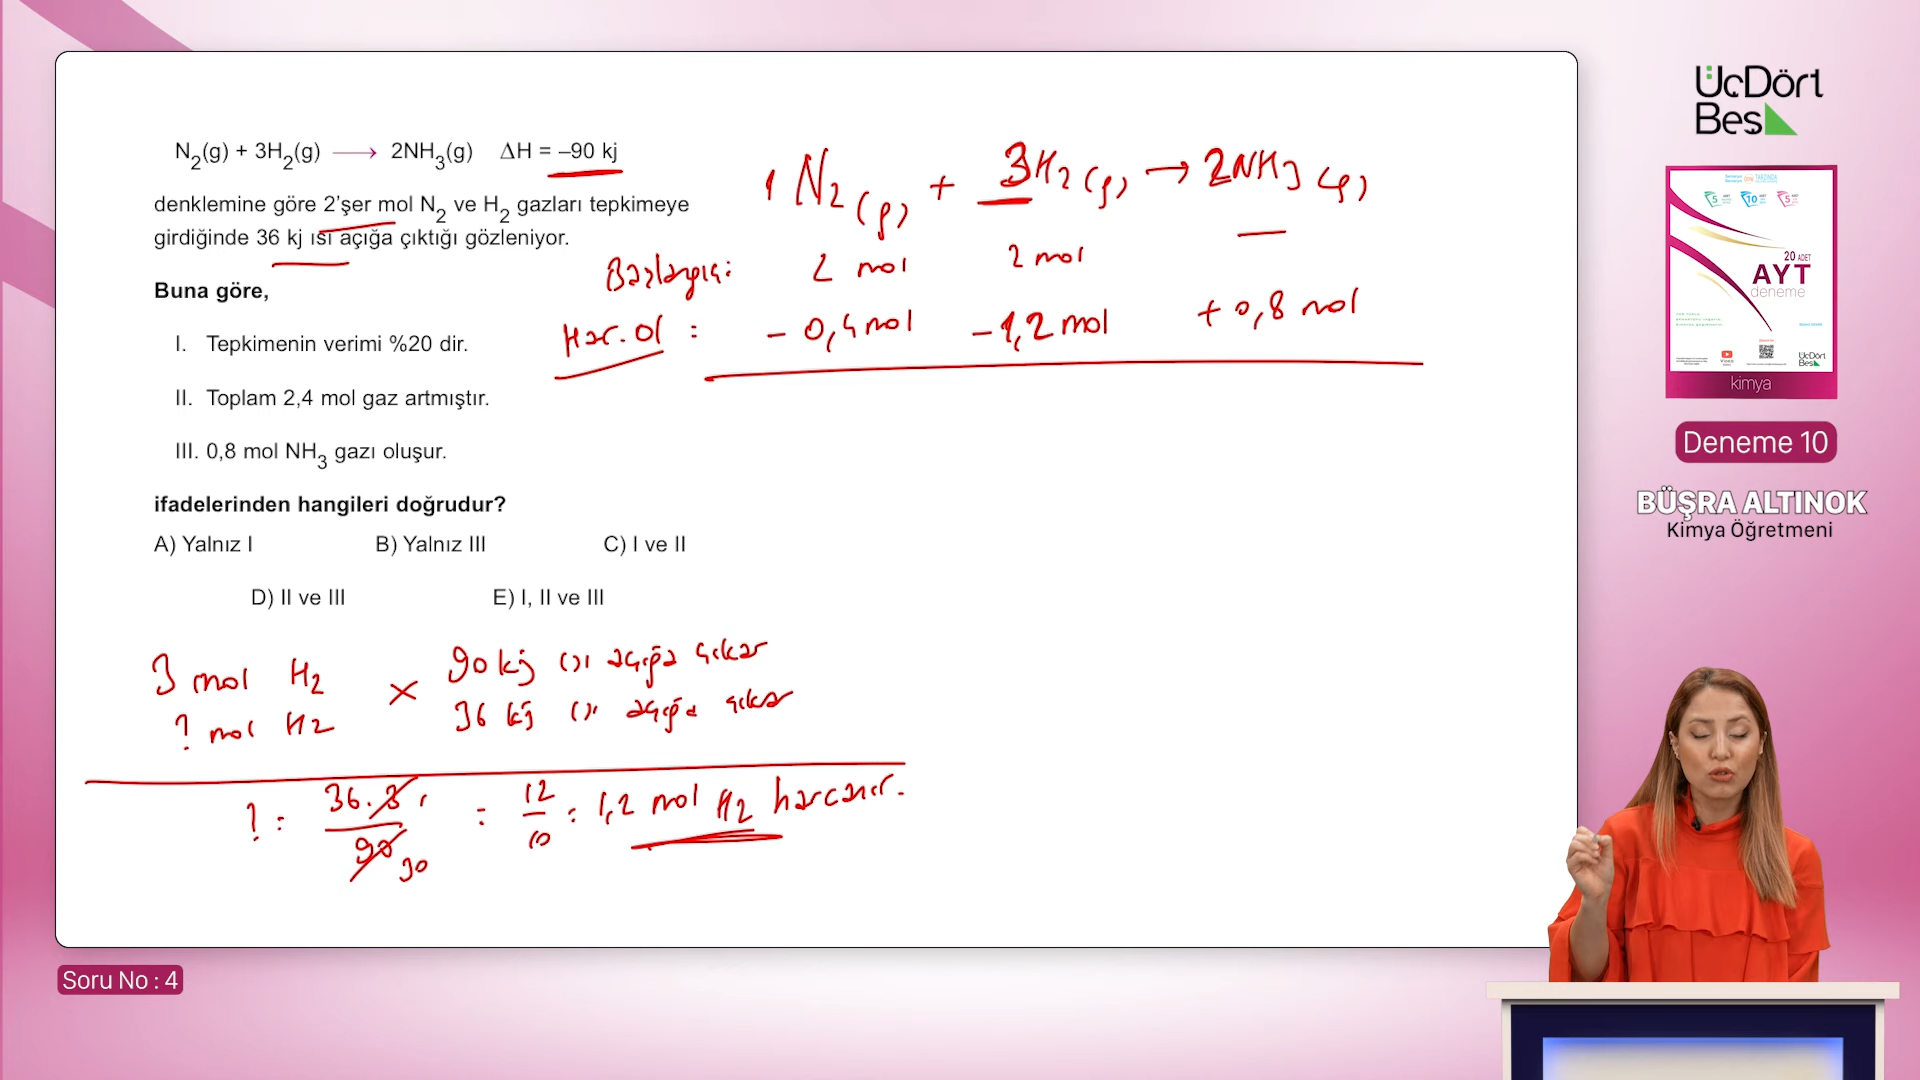 N2(g) + 3H2(g) ⟶ 2NH3(g) ΔH = –90 kj
denklemine göre 2'şer mol N2 ve H2 gazları tepkimeye
girdiğinde 36 kj ısı açığa çıktığı gözleniyor.
Buna göre,
I. Tepkimenin verimi %20 dir.
II. Toplam 2,4 mol gaz artmıştır.
III. 0,8 mol NH3 gazı oluşur.
ifadelerinden hangileri doğrudur?
A) Yalnız I B) Yalnız III C) I ve II
D) II ve III E) I, II ve III
1 N2 (g) + 3H2 (g) → 2NH3 (g)
Başlangıç: 2 mol 2 mol —
Har. Ol : – 0,4 mol – 1,2 mol + 0,8 mol
3 mol H2 × 90 kj ısı açığa çıkar
? mol H2 36 kj ısı açığa çıkar
? = 36.3 1 = 12 = 1,2 mol H2 harcanır.
90 30 10
ÜçDört
Beş
20 ADET
AYT
deneme
ÜçDört
Beş
kimya
Deneme 10
BÜŞRA ALTINOK
Kimya Öğretmeni
Soru No : 4